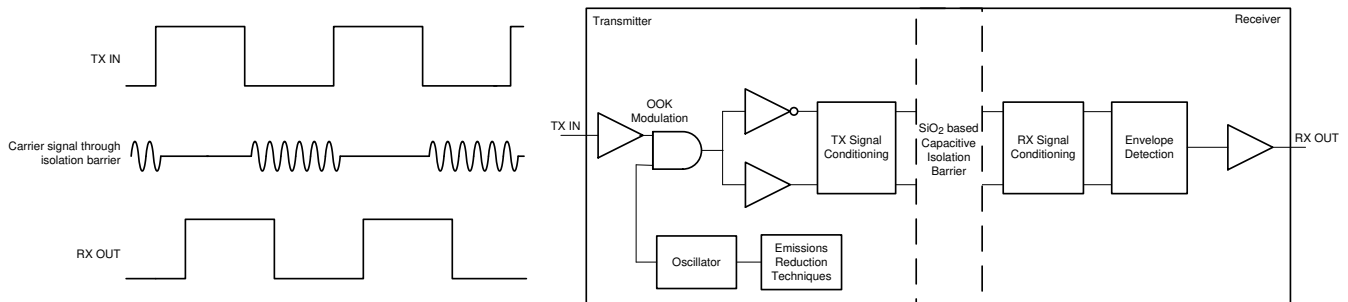 TX IN
Carrier signal through
isolation barrier
RX OUT
Transmitter
Receiver
TX IN
OOK
Modulation
TX Signal
Conditioning
SiO2 based
Capacitive
Isolation
Barrier
RX Signal
Conditioning
Envelope
Detection
RX OUT
Oscillator
Emissions
Reduction
Techniques